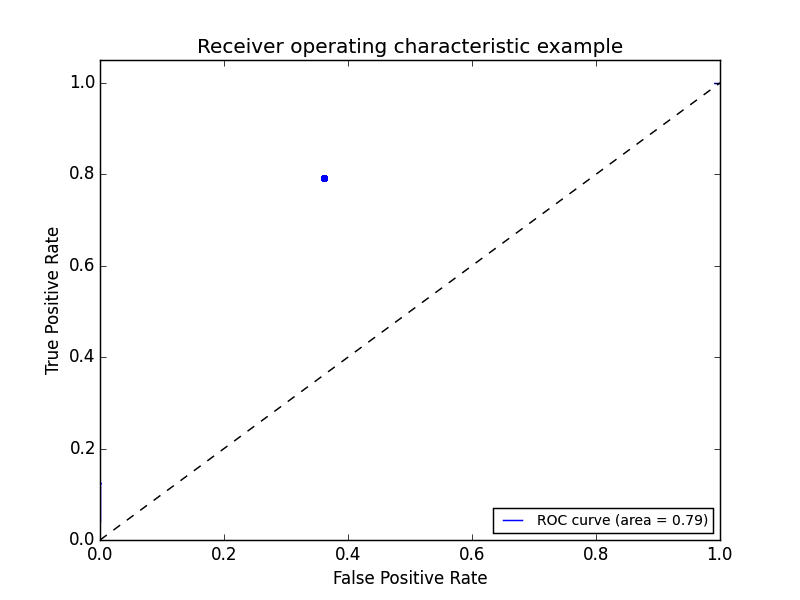 Receiver operating characteristic example
1.0
0.8
0.6
0.4
0.2
0.0
True Positive Rate
ROC curve (area = 0.79)
0.0 0.2 0.4 0.6 0.8 1.0
False Positive Rate